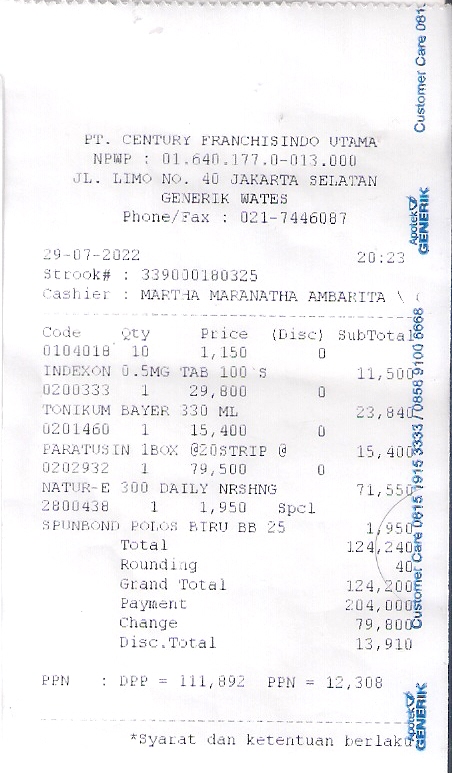 PT. CENTURY FRANCHISINDO UTAMA
NPWP : 01.640.177.0-013.000
JL. LIMO NO. 40 JAKARTA SELATAN
GENERIK WATES
Phone/Fax : 021-7446087
29-07-2022 20:23
Strook# : 339000180325
Cashier : MARTHA MARANATHA AMBARITA \ (
Code Qty Price (Disc) SubTotal
0104018 10 1,150 0
INDEXON 0.5MG TAB 100'S 11,500
0200333 1 29,800 0
TONIKUM BAYER 330 ML 23,840
0201460 1 15,400 0
PARATUSIN 1BOX @20STRIP @ 15,400
0202932 1 79,500 0
NATUR-E 300 DAILY NRSHNG 71,550
2800438 1 1,950 Spcl
SPUNBOND POLOS BIRU BB 25 1,950
Total 124,240
Rounding 40
Grand Total 124,200
Payment 204,000
Change 79,800
Disc.Total 13,910
PPN : DPP = 111,892 PPN = 12,308
*Syarat dan ketentuan berlaku
Customer Care 081
Apotek GENERIK
Customer Care 0815 1915 3333 / 0856 9100 6668
Apotek GENERIK